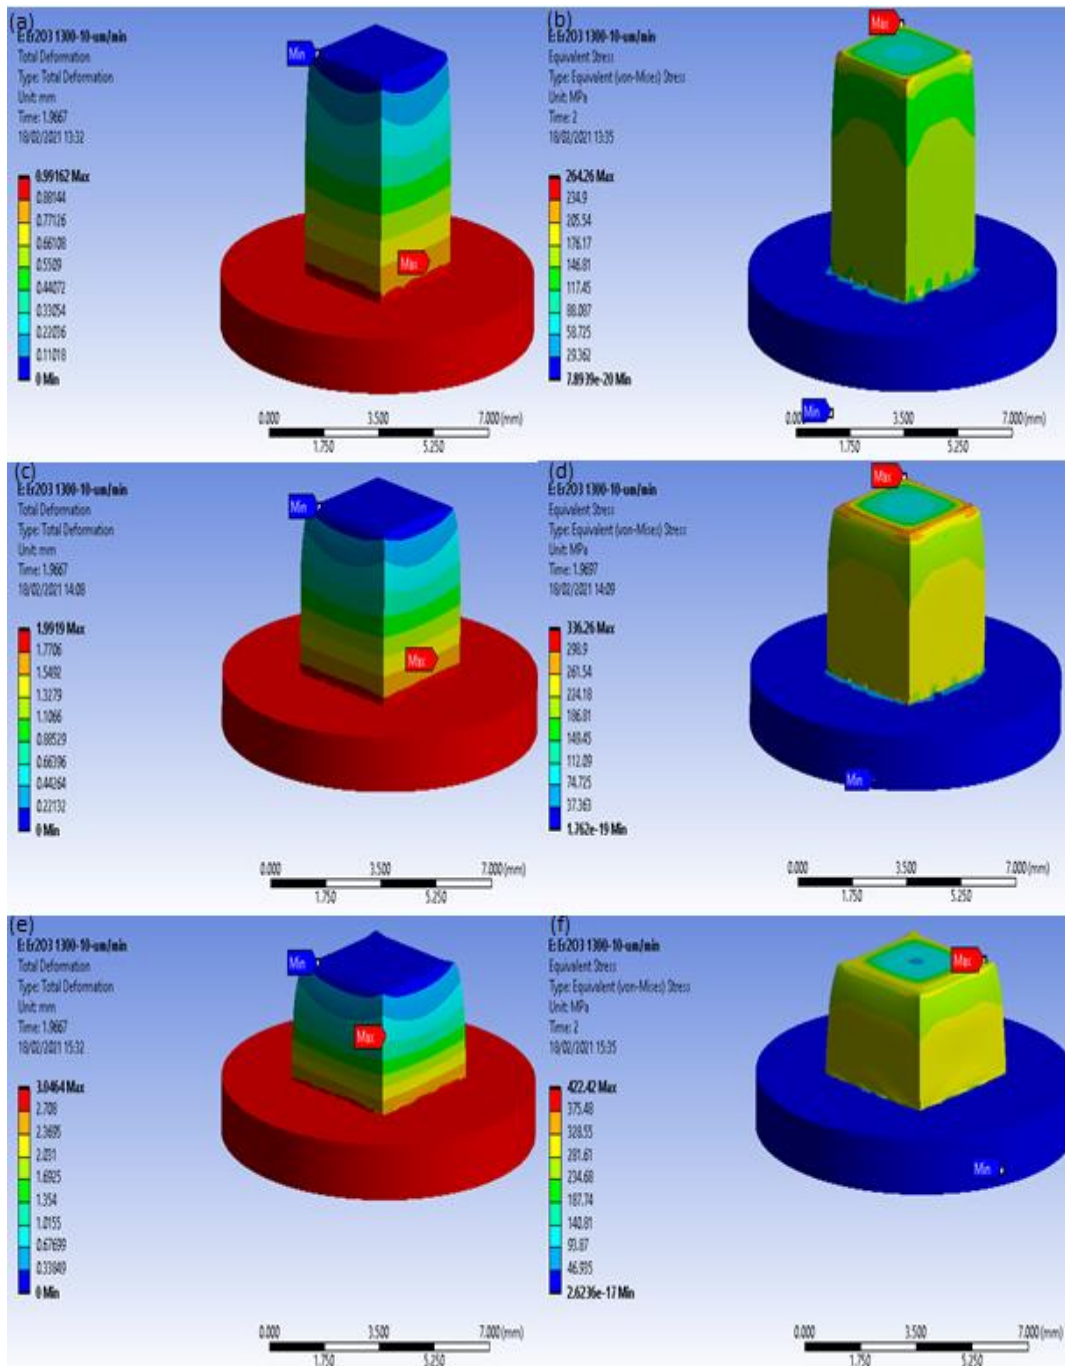 (a)
E: Er2O3 1300-10-um/min
Total Deformation
Type: Total Deformation
Unit: mm
Time: 1.9667
18/02/2021 13:32
0.99162 Max
0.88144
0.77126
0.66108
0.5509
0.44072
0.33054
0.22036
0.11018
0 Min
Min
Max
0.000 3.500 7.000 (mm)
1.750 5.250
(b)
E: Er2O3 1300-10-um/min
Equivalent Stress
Type: Equivalent (von-Mises) Stress
Unit: MPa
Time: 2
18/02/2021 13:35
264.26 Max
234.9
205.54
176.17
146.81
117.45
88.087
58.725
29.362
7.8939e-20 Min
Max
Min
0.000 3.500 7.000 (mm)
1.750 5.250
(c)
E: Er2O3 1300-10-um/min
Total Deformation
Type: Total Deformation
Unit: mm
Time: 1.9667
18/02/2021 14:08
1.9919 Max
1.7706
1.5492
1.3279
1.1066
0.88529
0.66396
0.44264
0.22132
0 Min
Min
Max
0.000 3.500 7.000 (mm)
1.750 5.250
(d)
E: Er2O3 1300-10-um/min
Equivalent Stress
Type: Equivalent (von-Mises) Stress
Unit: MPa
Time: 1.9697
18/02/2021 14:09
336.26 Max
298.9
261.54
224.18
186.81
149.45
112.09
74.725
37.363
1.762e-19 Min
Max
Min
0.000 3.500 7.000 (mm)
1.750 5.250
(e)
E: Er2O3 1300-10-um/min
Total Deformation
Type: Total Deformation
Unit: mm
Time: 1.9667
18/02/2021 15:32
3.0464 Max
2.708
2.3695
2.031
1.6925
1.354
1.0155
0.67699
0.33849
0 Min
Min
Max
0.000 3.500 7.000 (mm)
1.750 5.250
(f)
E: Er2O3 1300-10-um/min
Equivalent Stress
Type: Equivalent (von-Mises) Stress
Unit: MPa
Time: 2
18/02/2021 15:35
422.42 Max
375.48
328.55
281.61
234.68
187.74
140.81
93.87
46.935
2.6236e-17 Min
Max
Min
0.000 3.500 7.000 (mm)
1.750 5.250